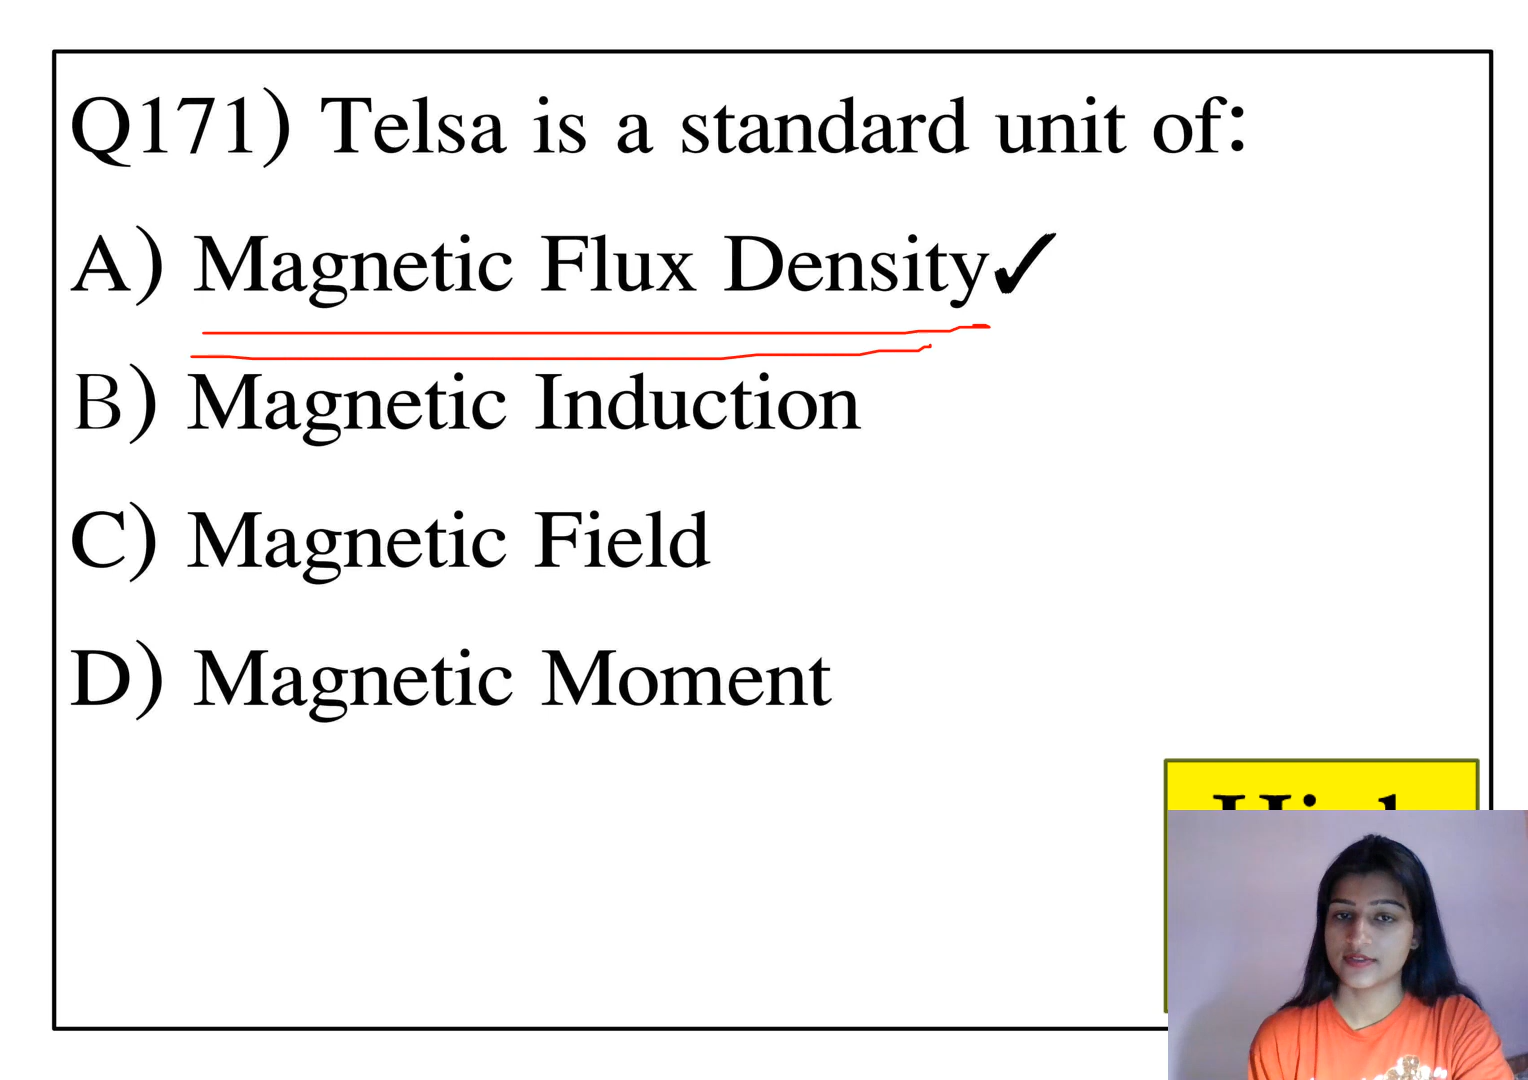 Q171) Telsa is a standard unit of:
A) Magnetic Flux Density✓
B) Magnetic Induction
C) Magnetic Field
D) Magnetic Moment